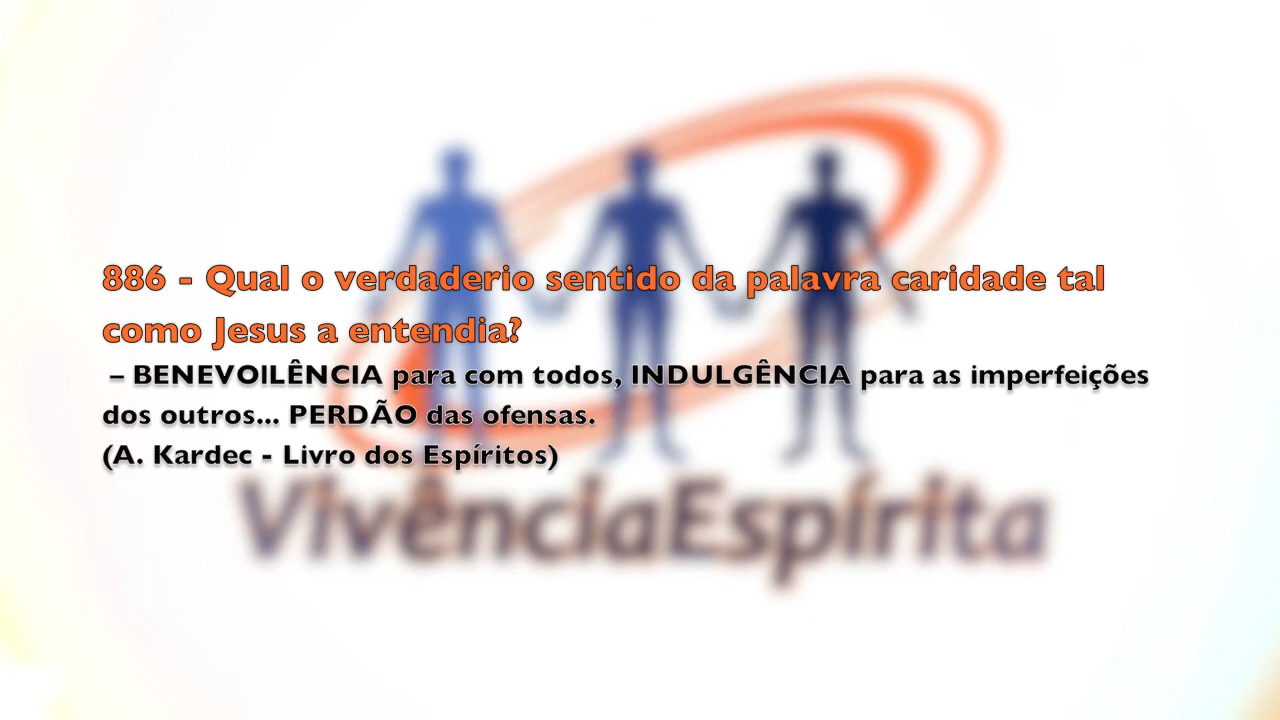 886 - Qual o verdaderio sentido da palavra caridade tal
como Jesus a entendia?
– BENEVOILÊNCIA para com todos, INDULGÊNCIA para as imperfeições
dos outros... PERDÃO das ofensas.
(A. Kardec - Livro dos Espíritos)
VivênciaEspírita